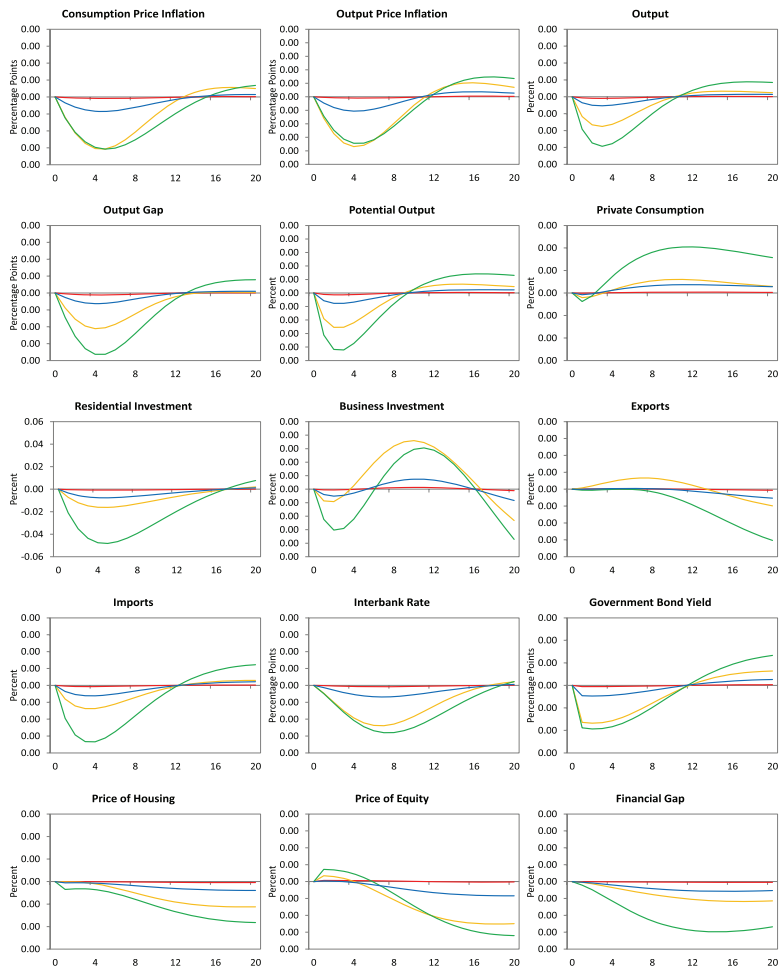 Consumption Price Inflation
Percentage Points
0.00
0.00
0.00
0.00
0.00
0.00
0.00
0.00
0.00
0 4 8 12 16 20
Output Price Inflation
Percentage Points
0.00
0.00
0.00
0.00
0.00
0.00
0.00
0.00
0.00
0 4 8 12 16 20
Output
Percent
0.00
0.00
0.00
0.00
0.00
0.00
0.00
0.00
0.00
0 4 8 12 16 20
Output Gap
Percentage Points
0.00
0.00
0.00
0.00
0.00
0.00
0.00
0.00
0.00
0 4 8 12 16 20
Potential Output
Percent
0.00
0.00
0.00
0.00
0.00
0.00
0.00
0.00
0.00
0 4 8 12 16 20
Private Consumption
Percent
0.00
0.00
0.00
0.00
0.00
0.00
0.00
0 4 8 12 16 20
Residential Investment
Percent
0.06
0.04
0.02
0.00
-0.02
-0.04
-0.06
0 4 8 12 16 20
Business Investment
Percent
0.00
0.00
0.00
0.00
0.00
0.00
0.00
0.00
0.00
0 4 8 12 16 20
Exports
Percent
0.00
0.00
0.00
0.00
0.00
0.00
0.00
0.00
0.00
0 4 8 12 16 20
Imports
Percent
0.00
0.00
0.00
0.00
0.00
0.00
0.00
0.00
0.00
0 4 8 12 16 20
Interbank Rate
Percentage Points
0.00
0.00
0.00
0.00
0.00
0.00
0.00
0.00
0.00
0 4 8 12 16 20
Government Bond Yield
Percentage Points
0.00
0.00
0.00
0.00
0.00
0.00
0.00
0 4 8 12 16 20
Price of Housing
Percent
0.00
0.00
0.00
0.00
0.00
0.00
0.00
0 4 8 12 16 20
Price of Equity
Percent
0.00
0.00
0.00
0.00
0.00
0.00
0.00
0.00
0.00
0 4 8 12 16 20
Financial Gap
Percent
0.00
0.00
0.00
0.00
0.00
0.00
0.00
0.00
0.00
0 4 8 12 16 20